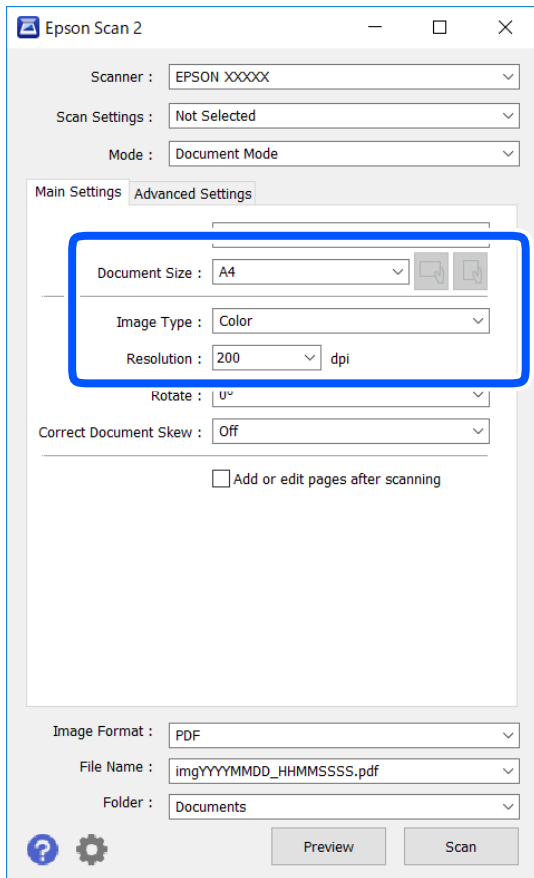 Epson Scan 2
Scanner : EPSON XXXXX
Scan Settings : Not Selected
Mode : Document Mode
Main Settings Advanced Settings
Document Size : A4
Image Type : Color
Resolution : 200 dpi
Rotate : 0°
Correct Document Skew : Off
Add or edit pages after scanning
Image Format : PDF
File Name : imgYYYYMMDD_HHMMSSSS.pdf
Folder : Documents
? Preview Scan